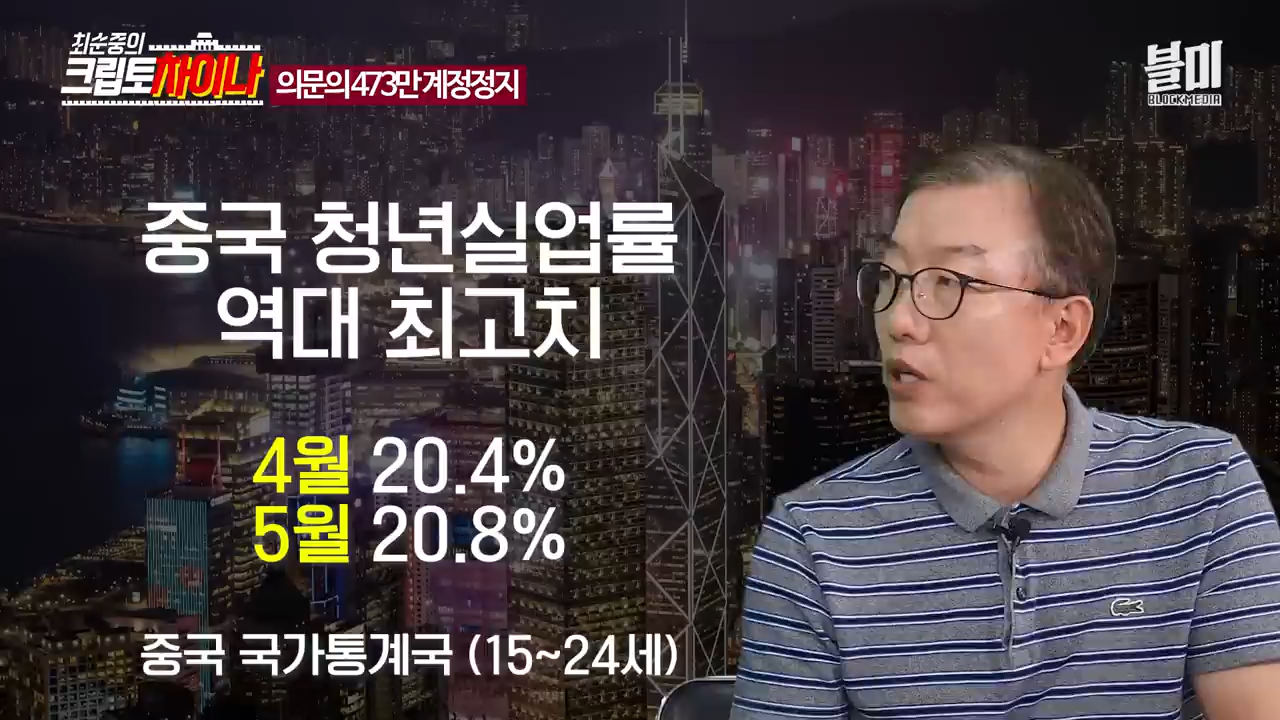 최순중의
크립토차이나
의문의 473만 계정정지
블미
BLOCKMEDIA
중국 청년실업률
역대 최고치
4월 20.4%
5월 20.8%
중국 국가통계국 (15~24세)